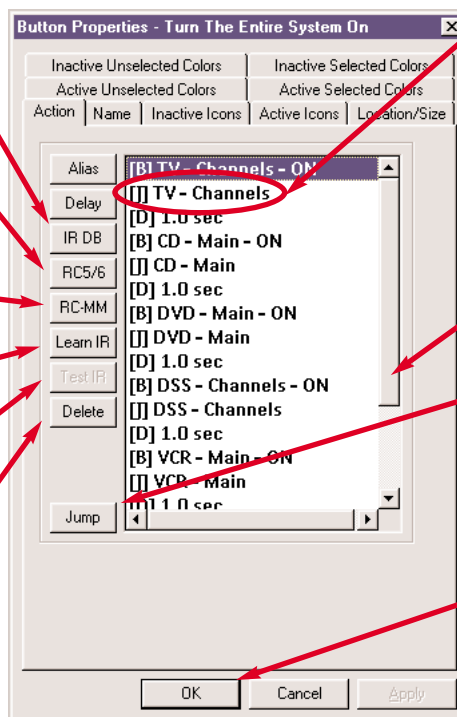 Button Properties - Turn The Entire System On
Inactive Unselected Colors
Inactive Selected Colors
Active Unselected Colors
Active Selected Colors
Action
Name
Inactive Icons
Active Icons
Location/Size
Alias
Delay
IR DB
RC5/6
RC-MM
Learn IR
Test IR
Delete
Jump
[B] TV - Channels - ON
[J] TV - Channels
[D] 1.0 sec
[B] CD - Main - ON
[J] CD - Main
[D] 1.0 sec
[B] DVD - Main - ON
[J] DVD - Main
[D] 1.0 sec
[B] DSS - Channels - ON
[J] DSS - Channels
[D] 1.0 sec
[B] VCR - Main - ON
[J] VCR - Main
[D] 1.0 sec
OK
Cancel
Apply